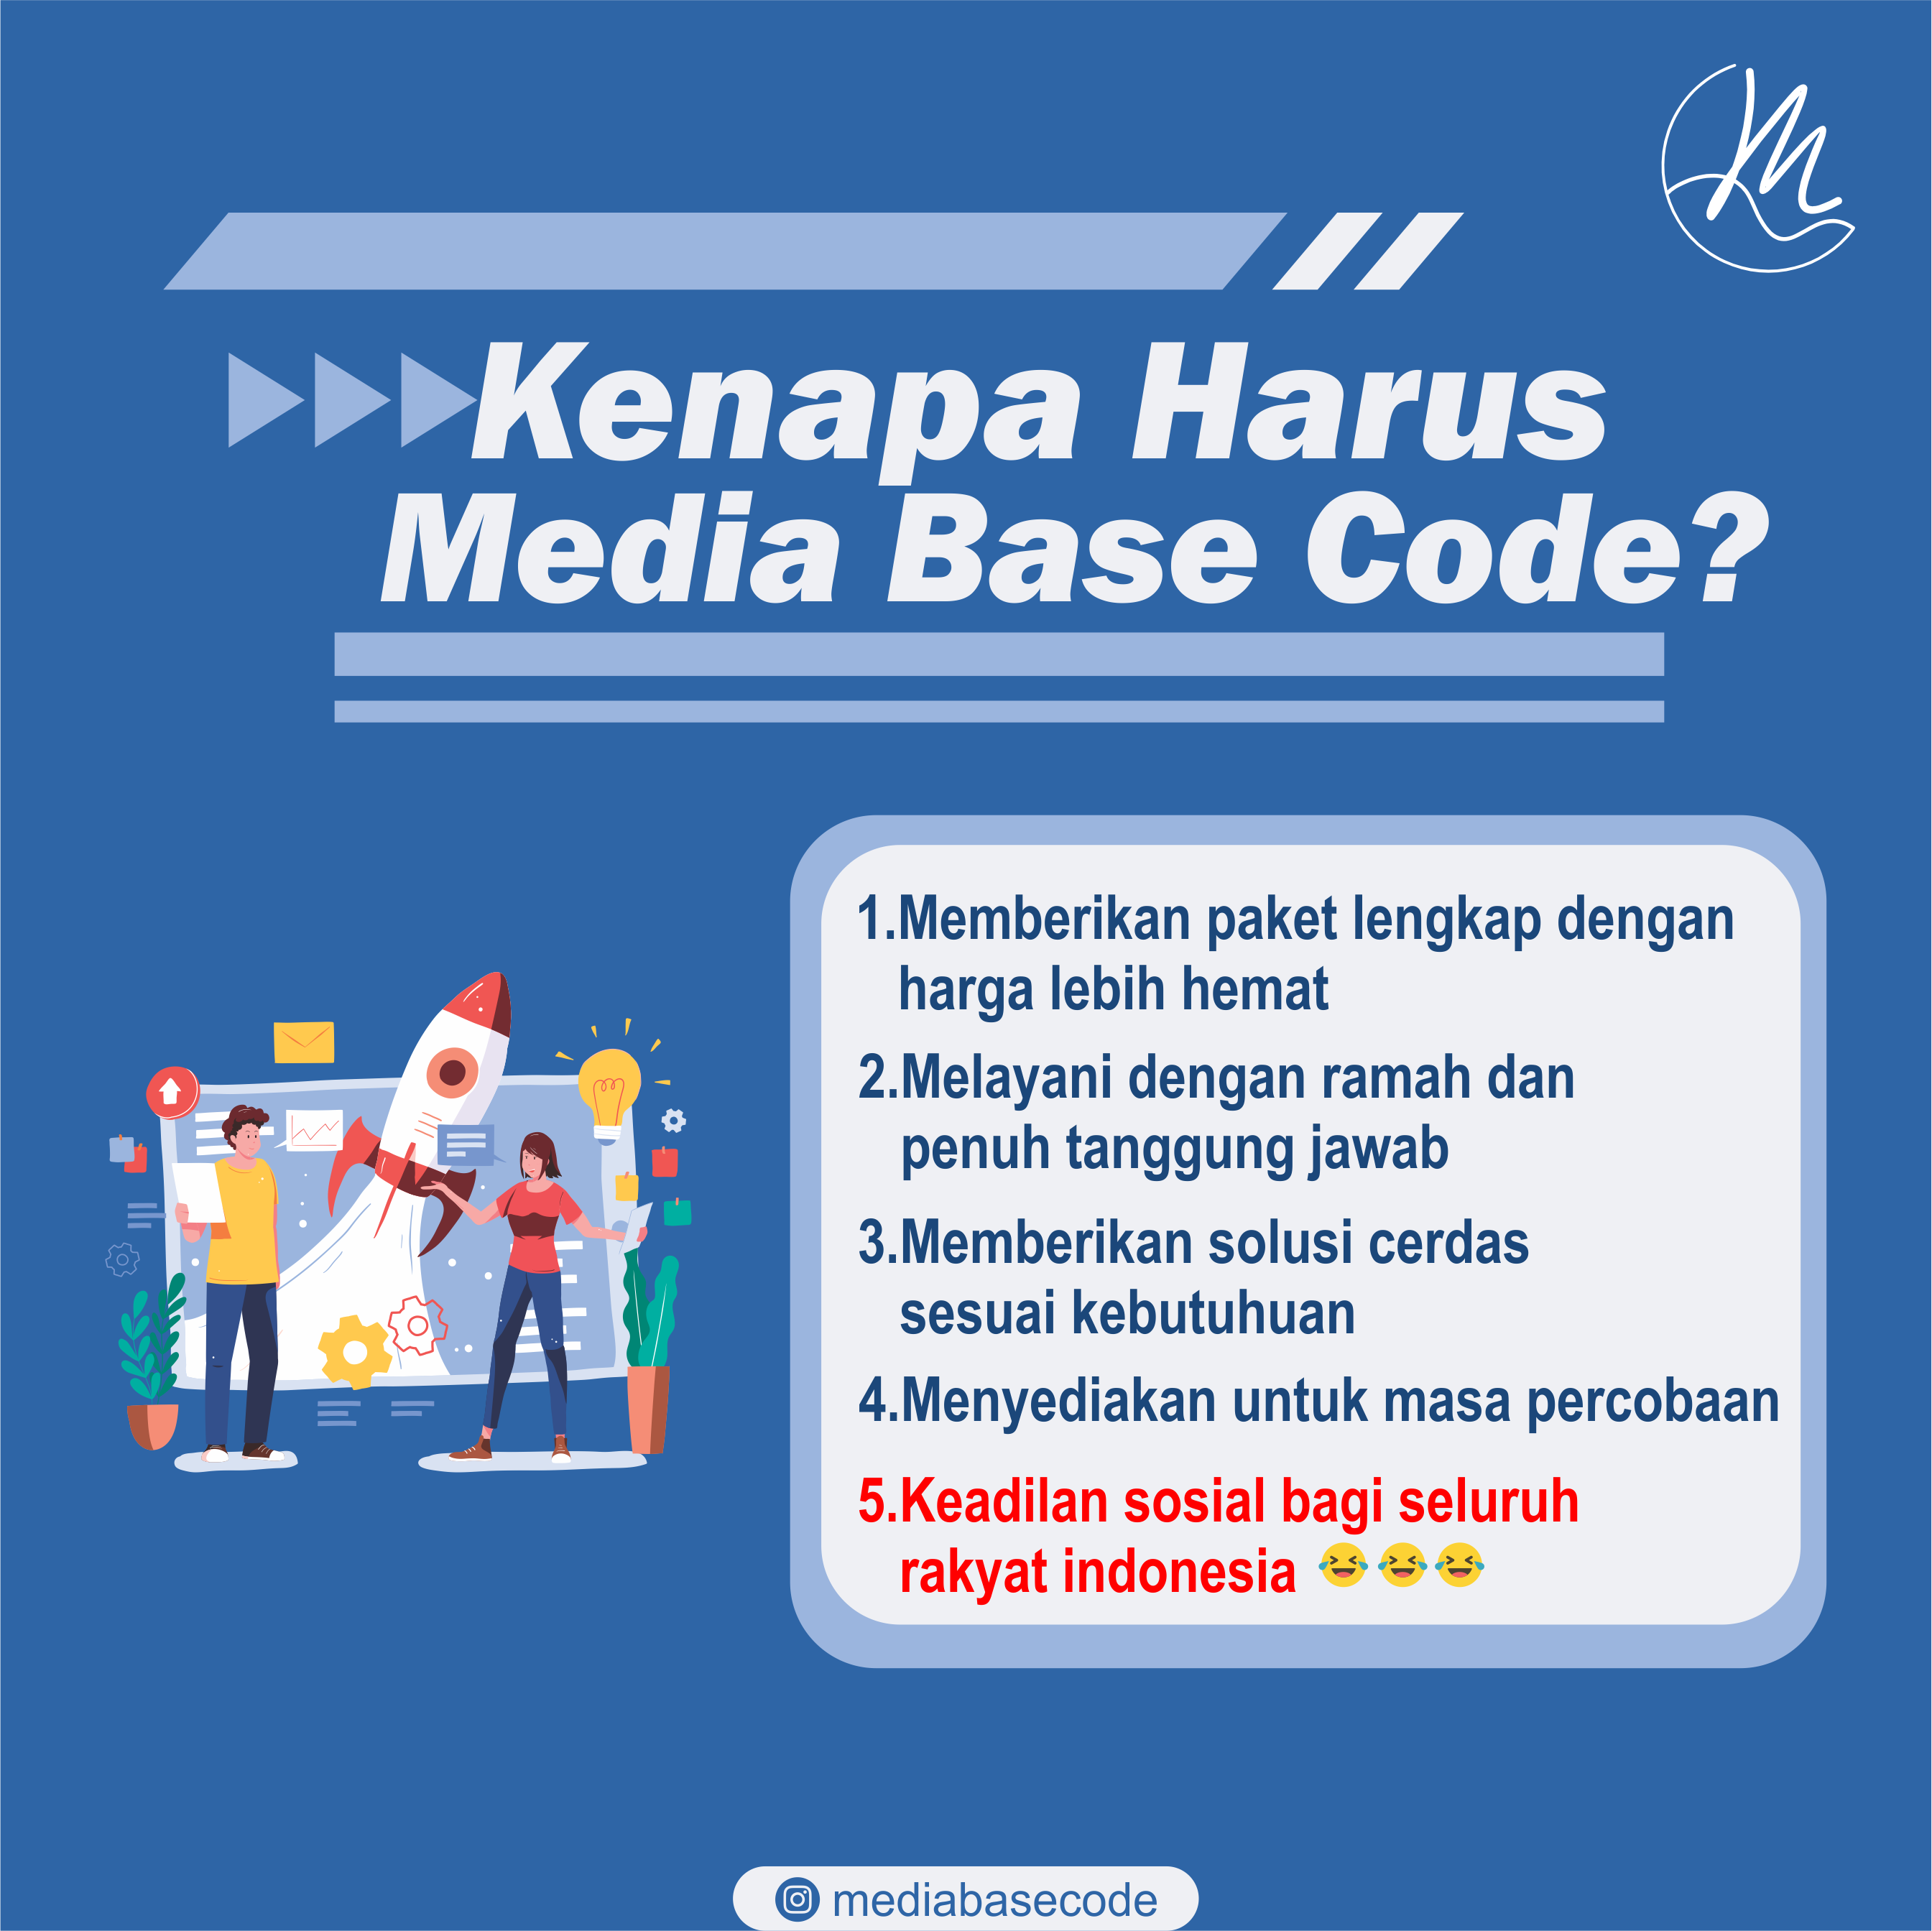 Kenapa Harus
Media Base Code?
1.Memberikan paket lengkap dengan
harga lebih hemat
2.Melayani dengan ramah dan
penuh tanggung jawab
3.Memberikan solusi cerdas
sesuai kebutuhuan
4.Menyediakan untuk masa percobaan
5.Keadilan sosial bagi seluruh
rakyat indonesia 😆😆😆
mediabasecode